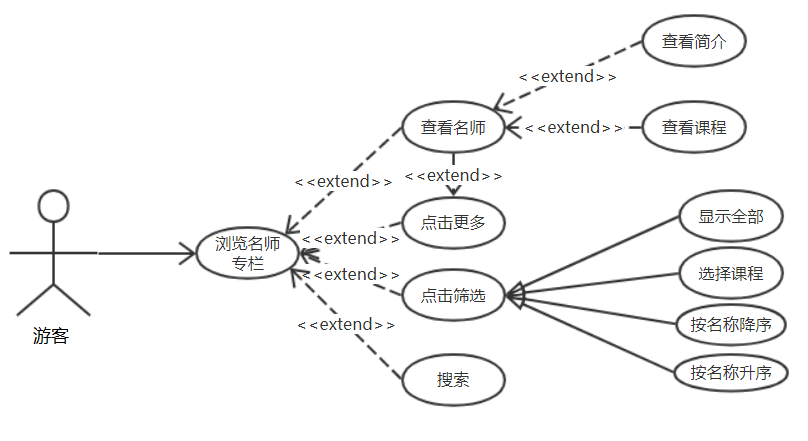 查看简介
<<extend>>
查看名师
<<extend>>
查看课程
<<extend>>
<<extend>>
点击更多
显示全部
浏览名师
专栏
<<extend>>
<<extend>>
点击筛选
选择课程
按名称降序
<<extend>>
游客
搜索
按名称升序